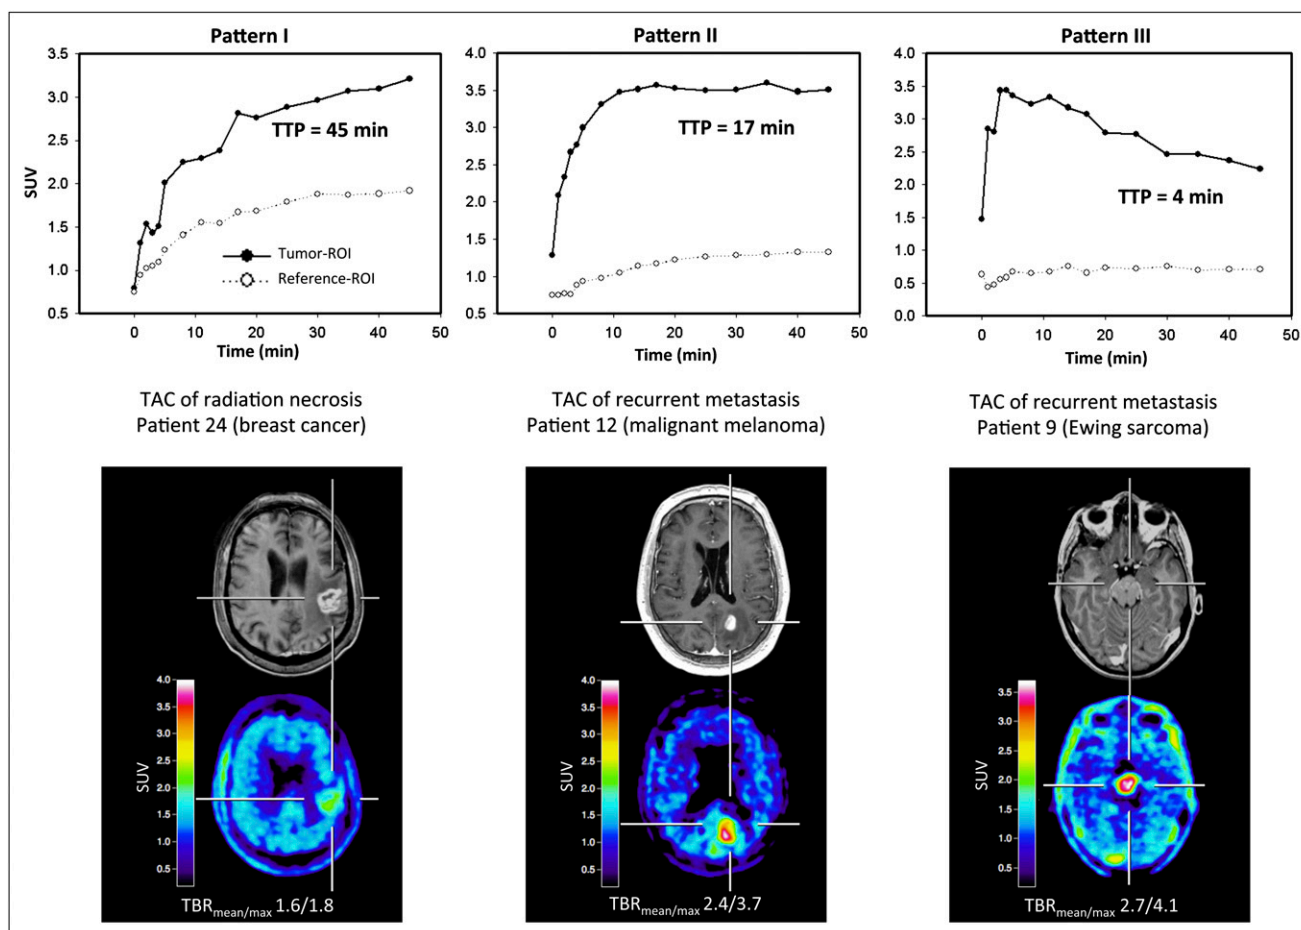 Pattern I
3.5
3.0
2.5
2.0
1.5
1.0
0.5
SUV
TTP = 45 min
Tumor-ROI
Reference-ROI
0 10 20 30 40 50
Time (min)
Pattern II
4.0
3.5
3.0
2.5
2.0
1.5
1.0
0.5
TTP = 17 min
0 10 20 30 40 50
Time (min)
Pattern III
4.0
3.5
3.0
2.5
2.0
1.5
1.0
0.5
0.0
TTP = 4 min
0 10 20 30 40 50
Time (min)
TAC of radiation necrosis
Patient 24 (breast cancer)
TAC of recurrent metastasis
Patient 12 (malignant melanoma)
TAC of recurrent metastasis
Patient 9 (Ewing sarcoma)
4.0
3.5
3.0
2.5
2.0
1.5
1.0
0.5
SUV
TBRmean/max 1.6/1.8
4.0
3.5
3.0
2.5
2.0
1.5
1.0
0.5
SUV
TBRmean/max 2.4/3.7
3.5
3.0
2.5
2.0
1.5
1.0
0.5
SUV
TBRmean/max 2.7/4.1